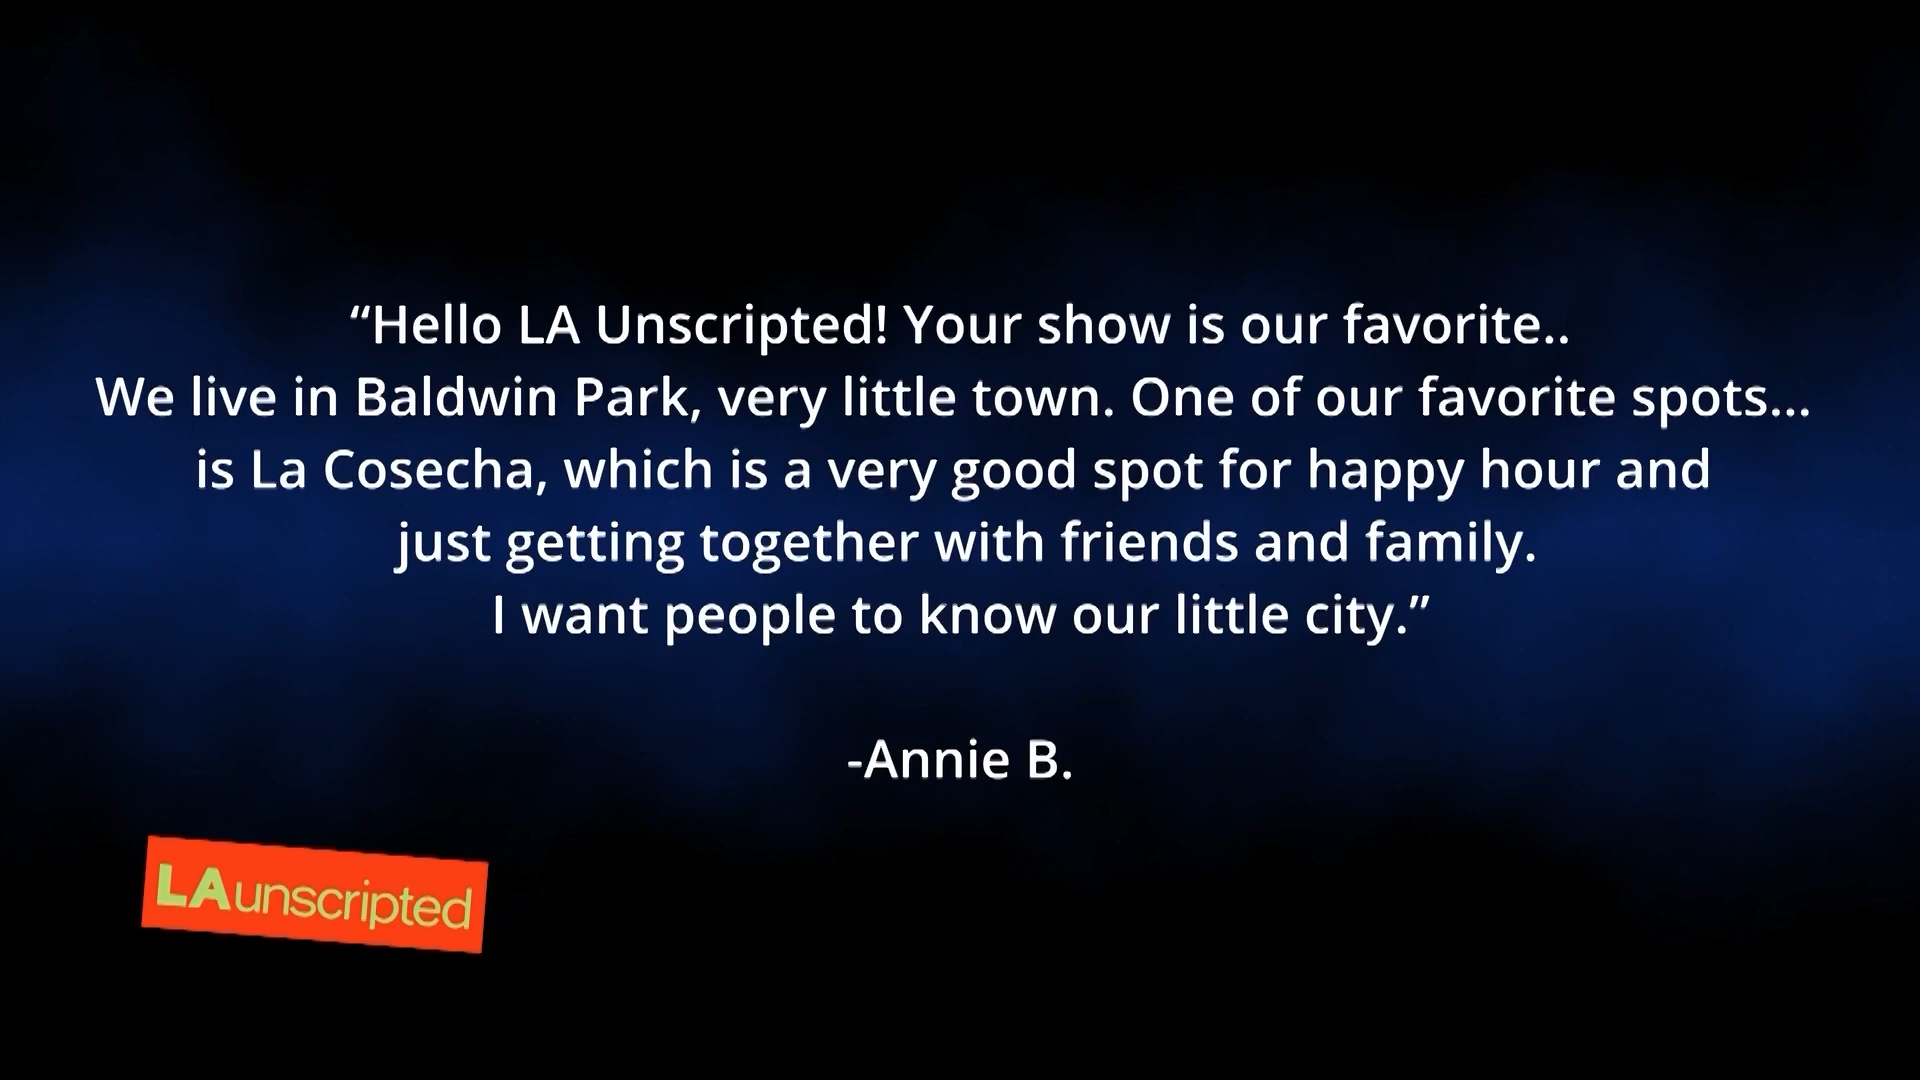 “Hello LA Unscripted! Your show is our favorite..
We live in Baldwin Park, very little town. One of our favorite spots...
is La Cosecha, which is a very good spot for happy hour and
just getting together with friends and family.
I want people to know our little city.”
-Annie B.
LAunscripted